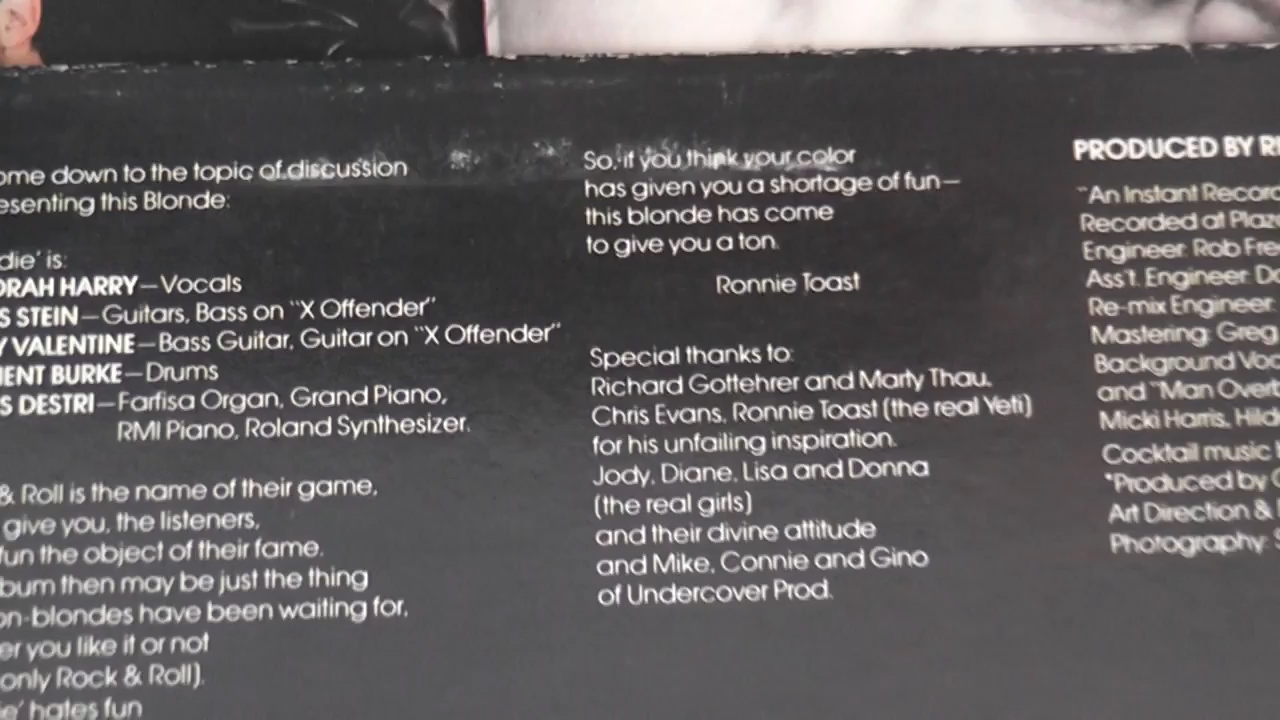 ome down to the topic of discussion
esenting this Blonde:
die' is:
ORAH HARRY—Vocals
S STEIN—Guitars, Bass on "X Offender"
Y VALENTINE—Bass Guitar, Guitar on "X Offender"
MENT BURKE—Drums
S DESTRI—Farfisa Organ, Grand Piano,
RMI Piano, Roland Synthesizer.
& Roll is the name of their game,
give you, the listeners,
fun the object of their fame.
bum then may be just the thing
on-blondes have been waiting for,
er you like it or not
only Rock & Roll).
ie' hates fun
So, if you think your color
has given you a shortage of fun—
this blonde has come
to give you a ton.
Ronnie Toast
Special thanks to:
Richard Gottehrer and Marty Thau,
Chris Evans, Ronnie Toast (the real Yeti)
for his unfailing inspiration.
Jody, Diane, Lisa and Donna
(the real girls)
and their divine attitude
and Mike, Connie and Gino
of Undercover Prod.
PRODUCED BY RI
"An Instant Record
Recorded at Plaz
Engineer: Rob Fre
Ass't. Engineer: Do
Re-mix Engineer
Mastering: Greg
Background Voc
and "Man Overb
Micki Harris, Hild
Cocktail music b
*Produced by C
Art Direction &
Photography: S